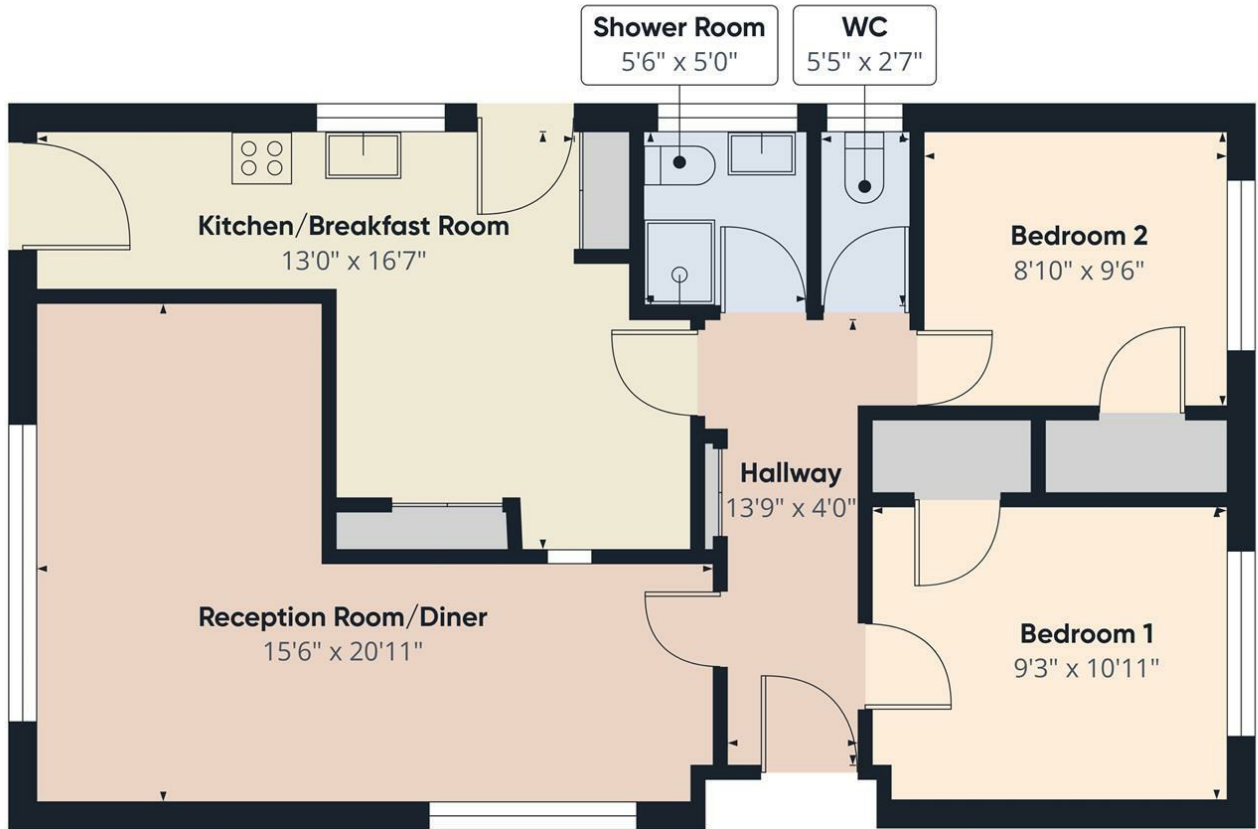 Shower Room
5'6" x 5'0"
WC
5'5" x 2'7"
Kitchen/Breakfast Room
13'0" x 16'7"
Bedroom 2
8'10" x 9'6"
Hallway
13'9" x 4'0"
Reception Room/Diner
15'6" x 20'11"
Bedroom 1
9'3" x 10'11"